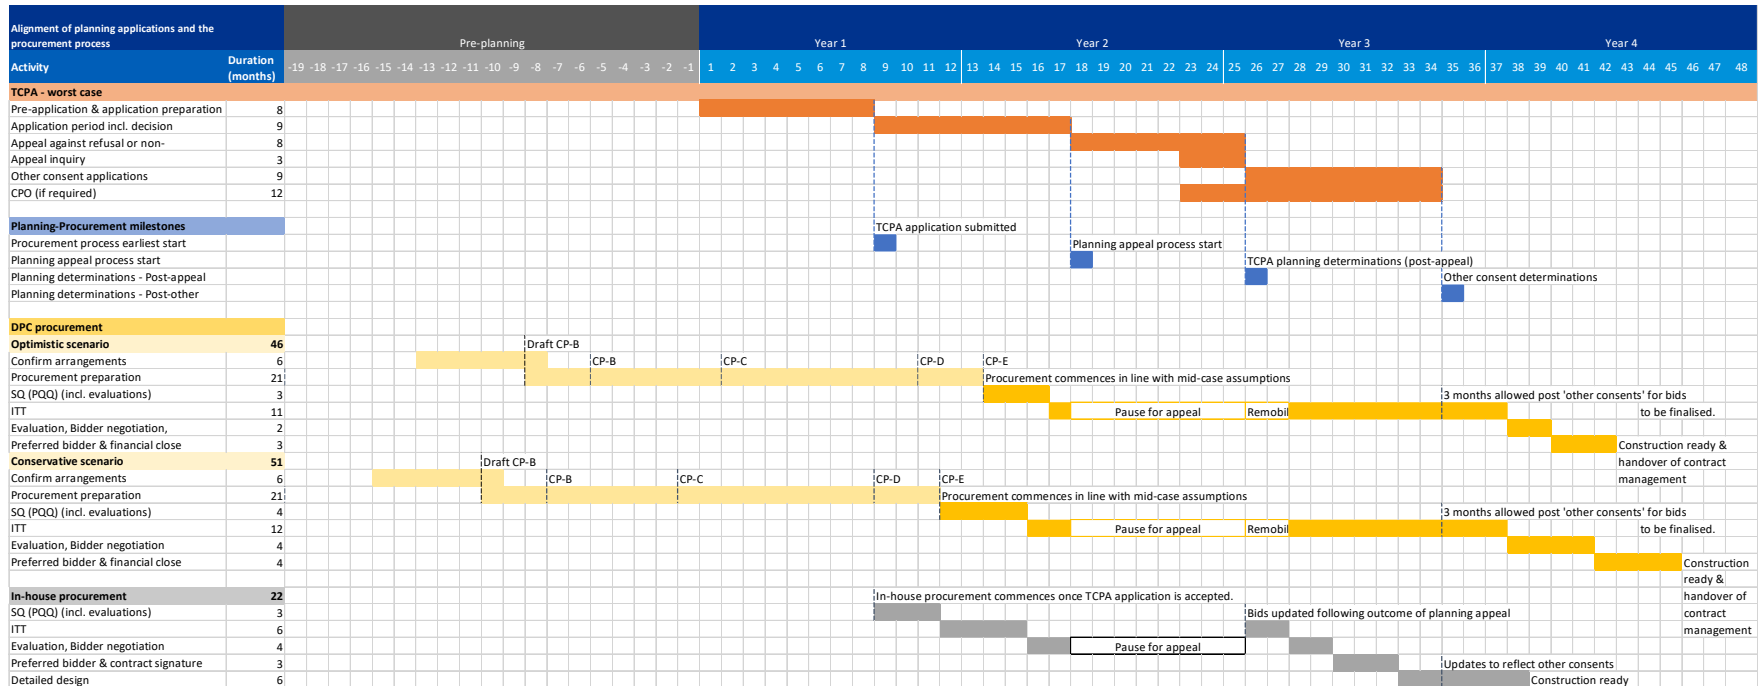 Alignment of planning applications and the
procurement process
Pre-planning
Year 1
Year 2
Year 3
Year 4
Activity
Duration
(months)
-19 -18 -17 -16 -15 -14 -13 -12 -11 -10 -9 -8 -7 -6 -5 -4 -3 -2 -1 1 2 3 4 5 6 7 8 9 10 11 12 13 14 15 16 17 18 19 20 21 22 23 24 25 26 27 28 29 30 31 32 33 34 35 36 37 38 39 40 41 42 43 44 45 46 47 48
TCPA - worst case
Pre-application & application preparation 8
Application period incl. decision 9
Appeal against refusal or non- 8
Appeal inquiry 3
Other consent applications 9
CPO (if required) 12
Planning-Procurement milestones
TCPA application submitted
Procurement process earliest start
Planning appeal process start
Planning appeal process start
TCPA planning determinations (post-appeal)
Planning determinations - Post-appeal
Other consent determinations
Planning determinations - Post-other
DPC procurement
Optimistic scenario 46
Draft CP-B
Confirm arrangements 6
CP-B
CP-C
CP-D
CP-E
Procurement preparation 21
Procurement commences in line with mid-case assumptions
SQ (PQQ) (incl. evaluations) 3
3 months allowed post 'other consents' for bids
ITT 11
Pause for appeal
Remobil
to be finalised.
Evaluation, Bidder negotiation, 2
Preferred bidder & financial close 3
Construction ready &
Conservative scenario 51
Draft CP-B
handover of contract
Confirm arrangements 6
CP-B
CP-C
CP-D
CP-E
management
Procurement preparation 21
Procurement commences in line with mid-case assumptions
SQ (PQQ) (incl. evaluations) 4
3 months allowed post 'other consents' for bids
ITT 12
Pause for appeal
Remobil
to be finalised.
Evaluation, Bidder negotiation 4
Preferred bidder & financial close 4
Construction
ready &
In-house procurement 22
In-house procurement commences once TCPA application is accepted.
handover of
SQ (PQQ) (incl. evaluations) 3
Bids updated following outcome of planning appeal
contract
ITT 6
management
Evaluation, Bidder negotiation 4
Pause for appeal
Preferred bidder & contract signature 3
Updates to reflect other consents
Detailed design 6
Construction ready